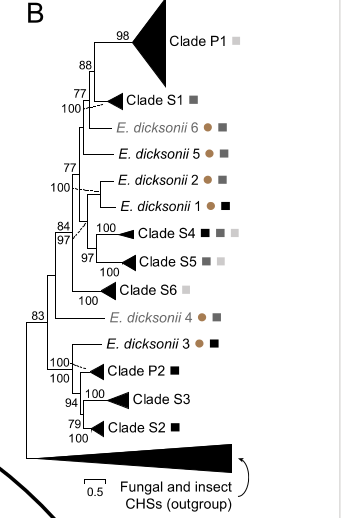 B
98
Clade P1
88
Clade S1
77
100
E. dicksonii 6
E. dicksonii 5
77
E. dicksonii 2
100
E. dicksonii 1
84
100
Clade S4
97
97
Clade S5
100
Clade S6
100
E. dicksonii 4
83
E. dicksonii 3
100
Clade P2
100
100
Clade S3
94
79
Clade S2
100
0.5
Fungal and insect
CHSs (outgroup)